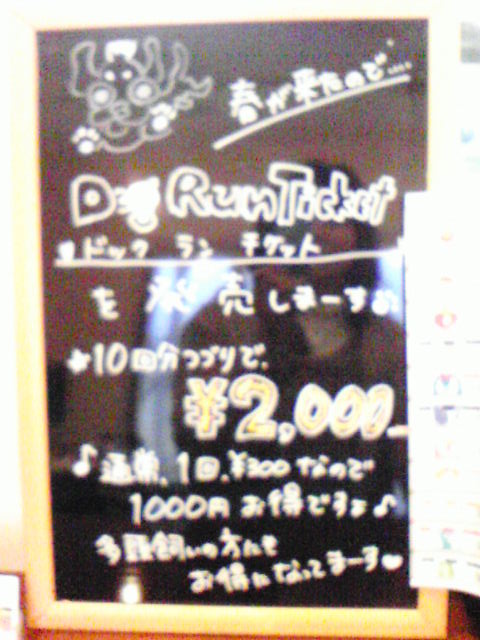 春が来たので....
Dog Run Ticket
ドック ラン チケット
を 発 売 しまーす。
10回分つづりで、
¥2,000-
♪通常、1回、¥300なので
1000円 お得ですよ♪
多頭飼いの方にも
お得になってまーす♥